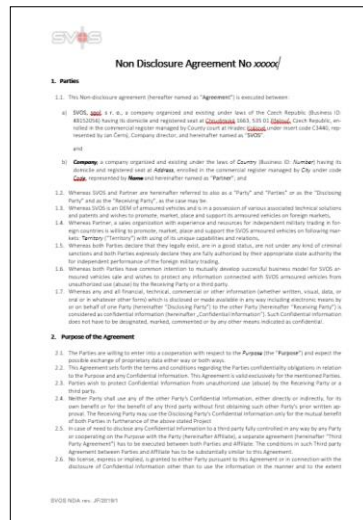 SVOS
Non Disclosure Agreement No xxxxx/
1. Parties
1.1. This Non-disclosure agreement (hereafter named as "Agreement") is executed between:
a) SVOS, spol. s r. o., a company organized and existing under laws of the Czech Republic (Business ID
having its domicile and registered seat at 1663, 535 01 Czech Republic, en-
rolled in the commercial register managed by County court at Hradec under insert code C3440, rep-
resented by Jan Černý, Company director, and hereafter named as "SVOS".
and
b) Company, a company organized and existing under the laws of Country (Business ID: Number) having its
domicile and registered seat at Address, enrolled in the commercial register managed by City under code
Code, represented by Name and hereinafter named as "Partner", and
1.2. Whereas SVOS and Partner are hereinafter referred also to as a "Party" and "Parties" or as the "Disclosing
Party" and as the "Receiving Party", as the case may be.
1.3. Whereas SVOS is an OEM of armoured vehicles and is in a possession of various associated technical solutions
and patents and wishes to promote, market, place and support its armoured vehicles on foreign markets,
1.4. Whereas Partner, a sales organisation with experience and resources for independent military trading in for-
eign countries is willing to promote, market, place and support the SVOS armoured vehicles on following mar-
kets: Territory ("Territory") with using of its unique capabilities and relations,
1.5. Whereas both Parties declare that they legally exist, are in a good status, are not under any kind of criminal
sanctions and both Parties expressly declare they are fully authorized by their appropriate state authority the
for independent performance of the foreign military trading.
1.6. Whereas both Parties have common intention to mutually develop successful business model for SVOS ar-
moured vehicles sale and wishes to protect any information connected with SVOS armoured vehicles from
unauthorized use (abuse) by the Receiving Party or a third party.
1.7. Whereas any and all financial, technical, commercial or other information (whether written, visual, data, or
oral or in whatever other form) which is disclosed or made available in any way including electronic means by
or on behalf of one Party (hereinafter "Disclosing Party") to the other Party (hereinafter "Receiving Party") is
considered as confidential information (hereinafter „Confidential Information"). Such Confidential Information
does not have to be designated, marked, commented or by any other means indicated as confidential.
2. Purpose of the Agreement
2.1. The Parties are willing to enter into a cooperation with respect to the Purpose (the "Purpose") and expect the
possible exchange of proprietary data either way or both ways.
2.2. This Agreement sets forth the terms and conditions regarding the Parties confidentiality obligations in relation
to the Purpose and any Confidential Information. This Agreement is valid exclusively for the mentioned Parties.
2.3. Parties wish to protect Confidential Information from unauthorized use (abuse) by the Receiving Party or a
third party.
2.4. Neither Party shall use any of the other Party's Confidential Information, either directly or indirectly, for its
own benefit or for the benefit of any third party without first obtaining such other Party's prior written ap-
proval. The Receiving Party may use the Disclosing Party's Confidential Information only for the mutual benefit
of both Parties in furtherance of the above stated Project
2.5. In case of need to disclose any Confidential Information to a third party fully controlled in any way by any Party
or cooperating on the Purpose with the Party (hereinafter Affiliate), a separate agreement (hereinafter "Third
Party Agreement") has to be executed between both Parties and Affiliate. The conditions in such Third party
Agreement between Parties and Affiliate has to be substantially similar to this Agreement.
2.6. No license, express or implied, is granted to either Party pursuant to this Agreement or in connection with the
disclosure of Confidential Information other than to use the information in the manner and to the extent
SVOS NDA rev.